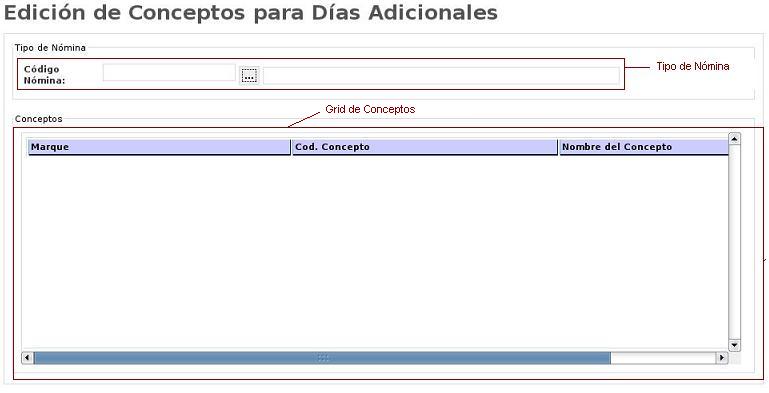 Edición de Conceptos para Días Adicionales
Tipo de Nómina
Código Nómina:
...
Tipo de Nómina
Grid de Conceptos
Conceptos
Marque Cod. Concepto Nombre del Concepto